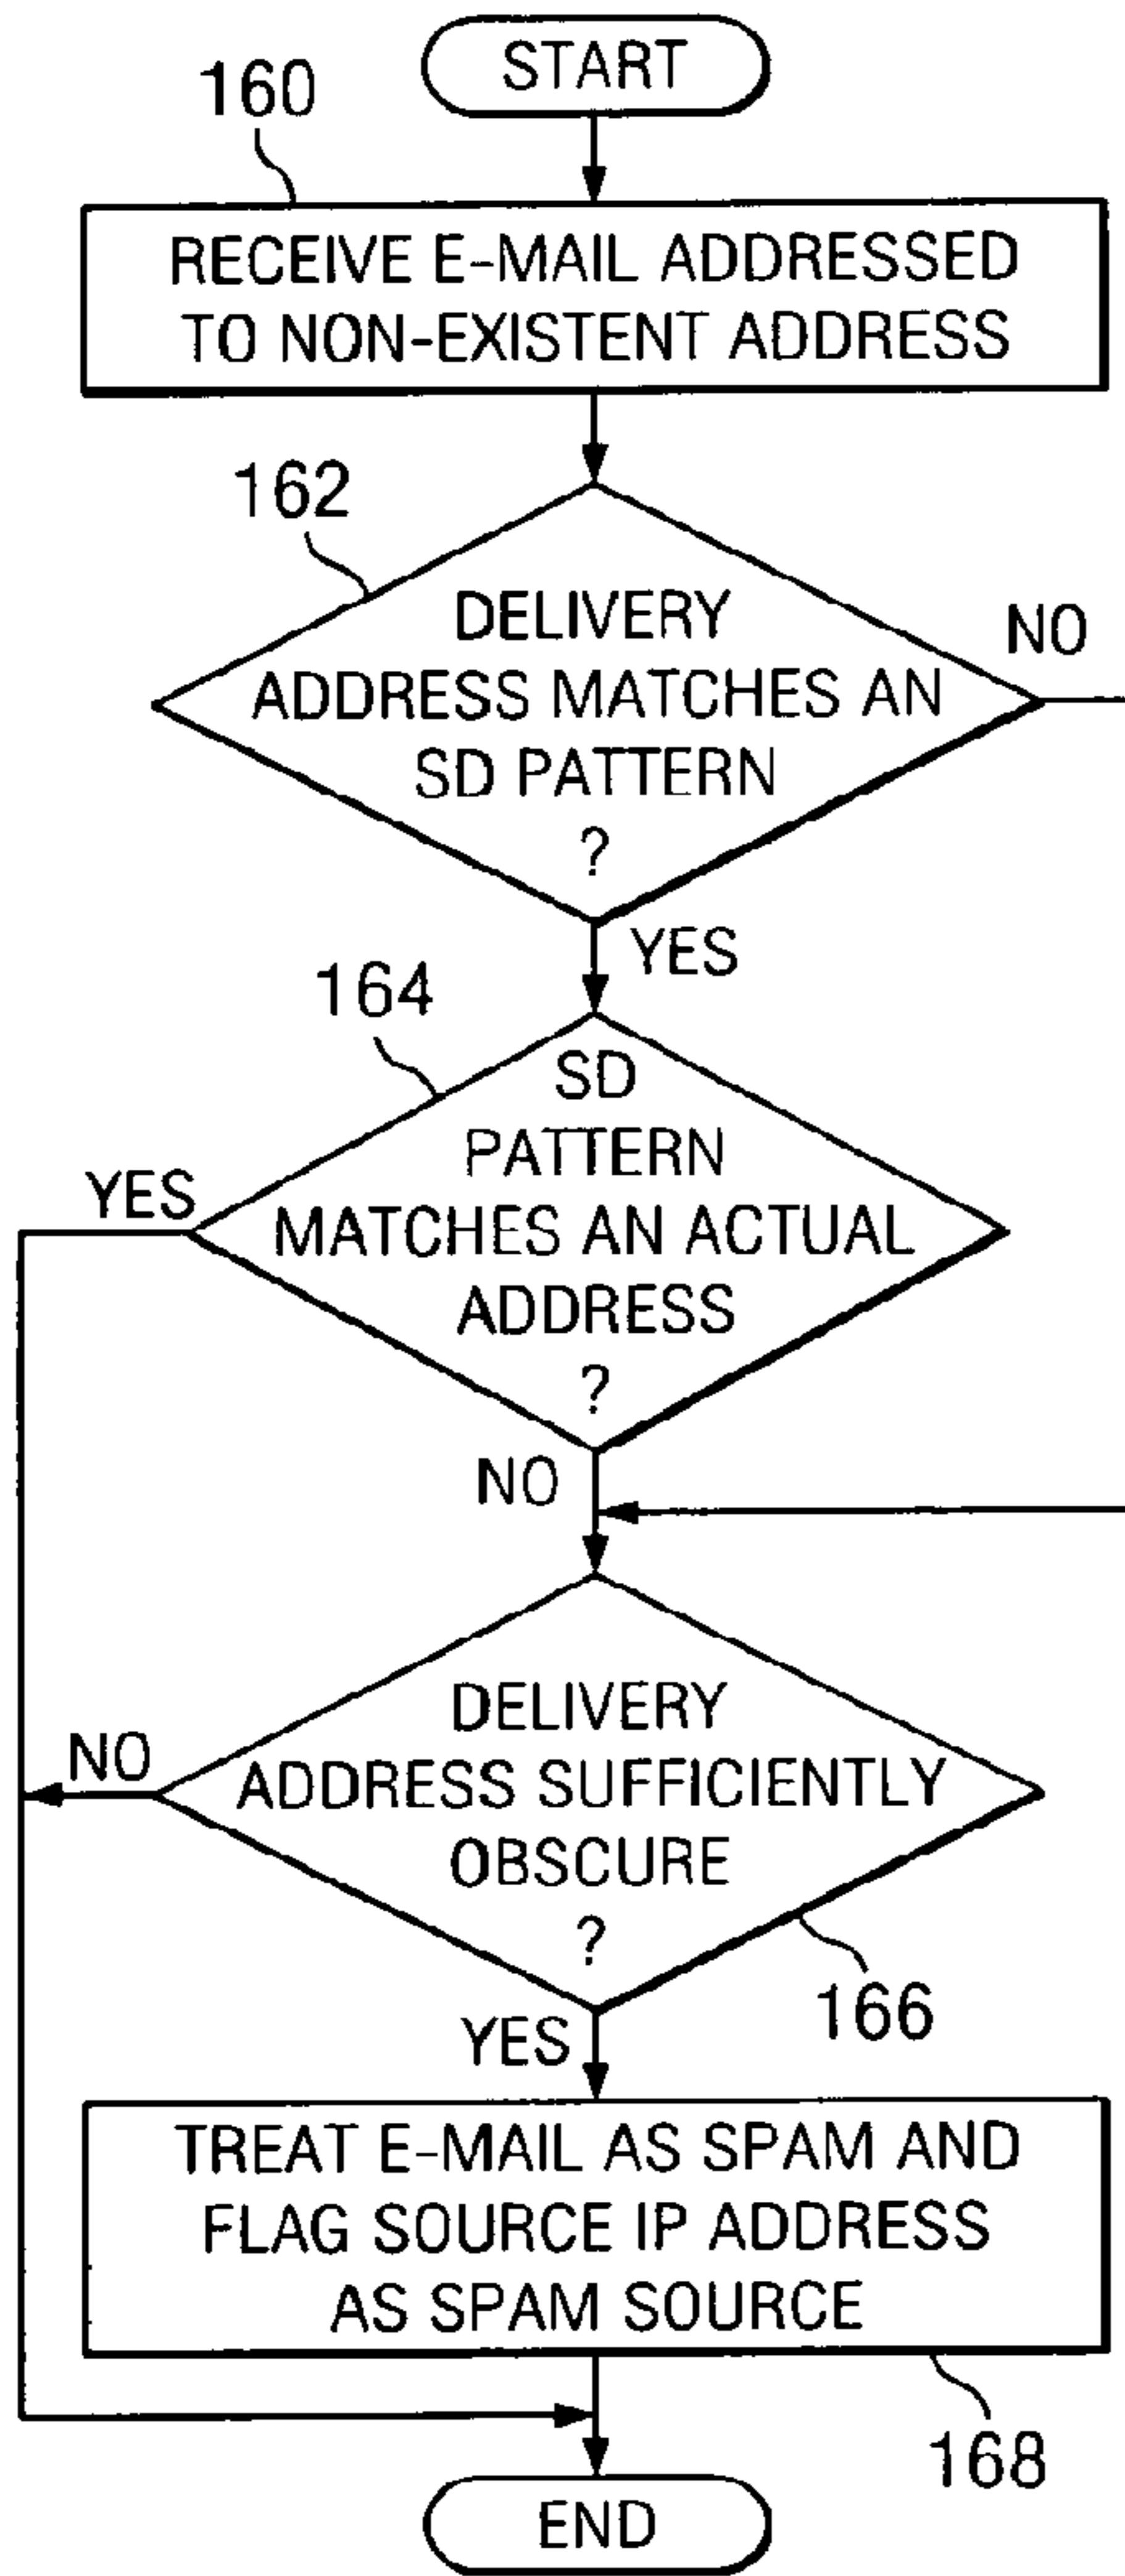 START
160
RECEIVE E-MAIL ADDRESSED
TO NON-EXISTENT ADDRESS
162
DELIVERY
ADDRESS MATCHES AN
SD PATTERN
?
NO
YES
164
SD
PATTERN
MATCHES AN ACTUAL
ADDRESS
?
YES
NO
DELIVERY
ADDRESS SUFFICIENTLY
OBSCURE
?
NO
166
YES
TREAT E-MAIL AS SPAM AND
FLAG SOURCE IP ADDRESS
AS SPAM SOURCE
168
END